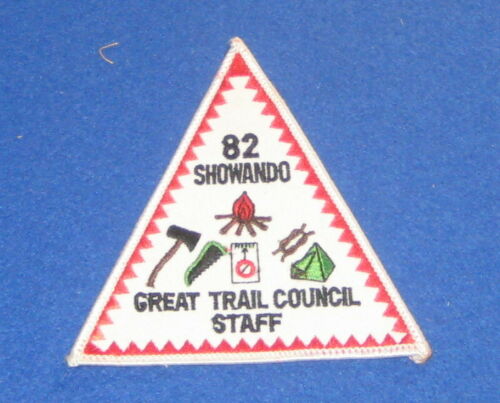 82
SHOWANDO
GREAT TRAIL COUNCIL
STAFF